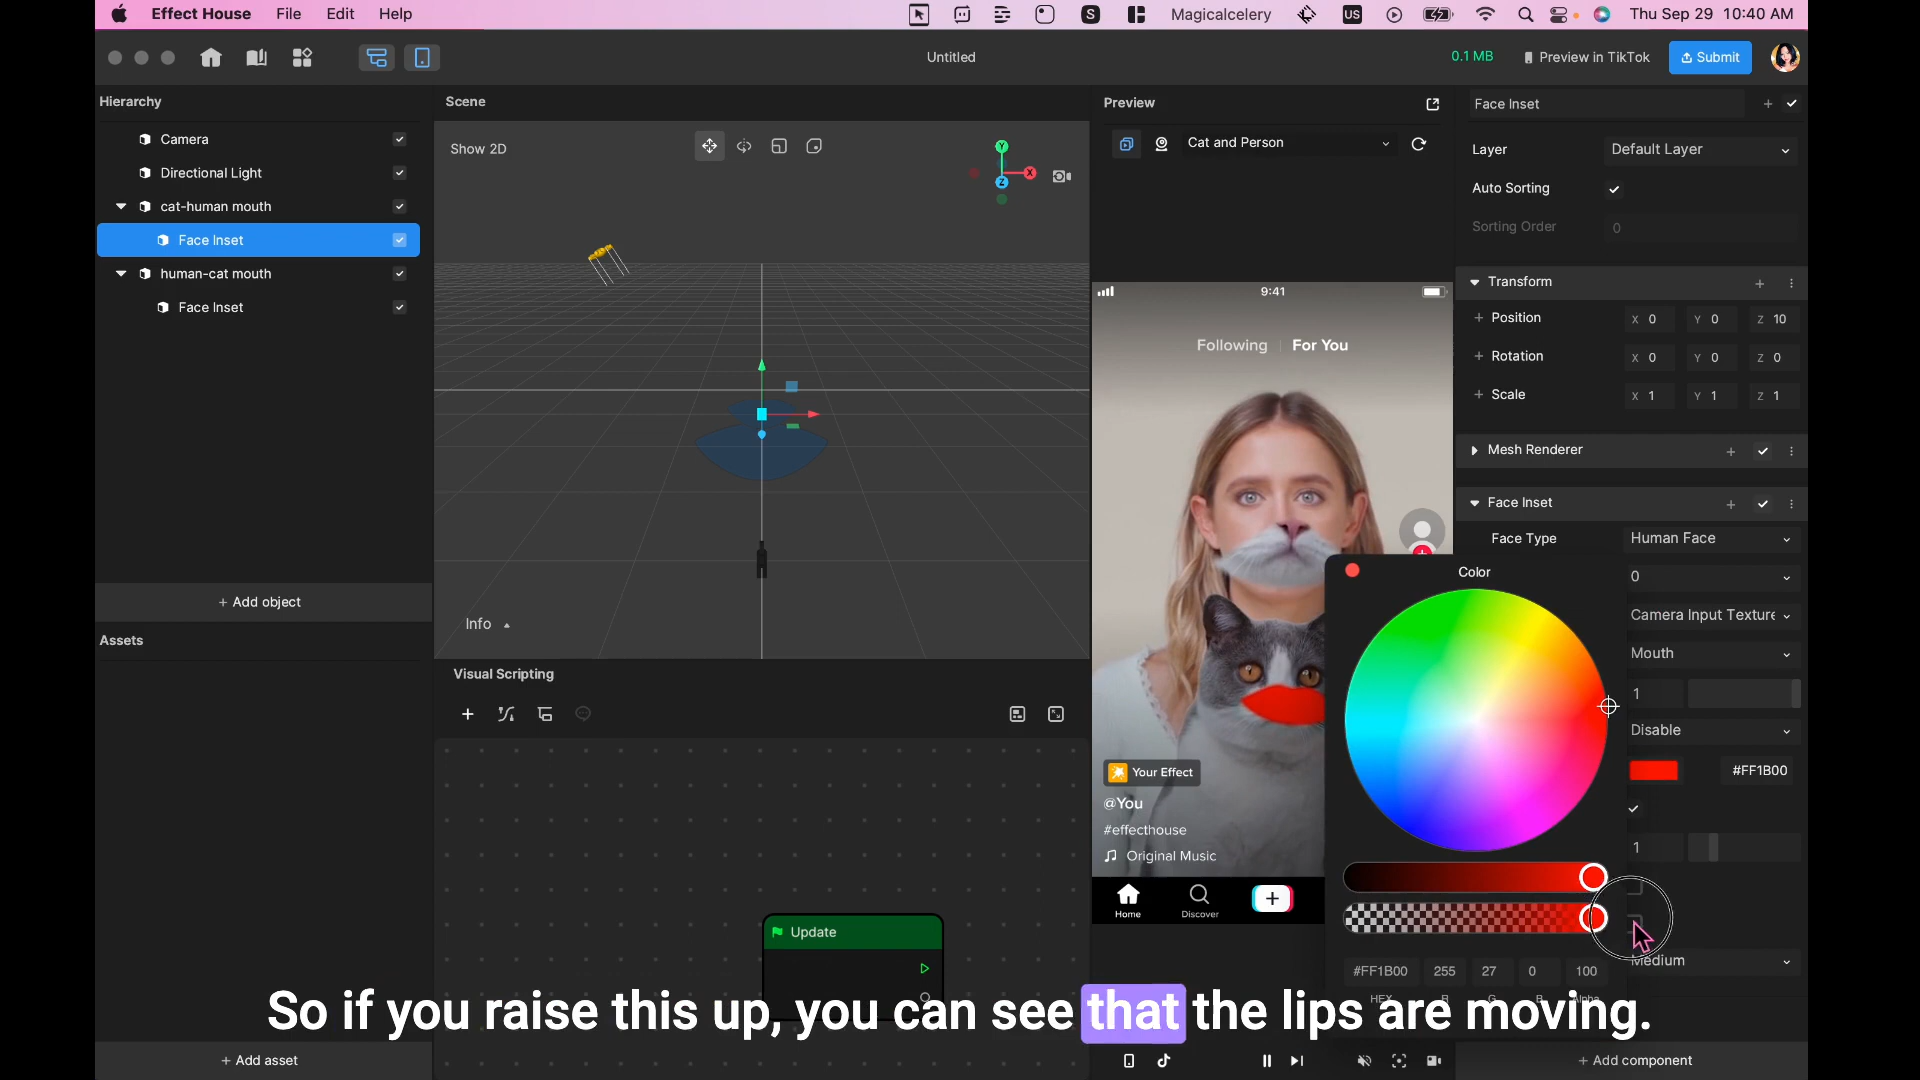 Effect House File Edit Help
S
Magicalcelery
US
Thu Sep 29 10:40 AM
Untitled
0.1 MB
Preview in TikTok
Submit
Hierarchy
Camera
Directional Light
cat-human mouth
Face Inset
human-cat mouth
Face Inset
+ Add object
Assets
+ Add asset
Scene
Show 2D
Y
X
Z
Info
Visual Scripting
Update
Preview
Cat and Person
9:41
Following For You
Your Effect
@You
#effecthouse
Original Music
Home Discover
Face Inset
Layer Default Layer
Auto Sorting
Sorting Order 0
Transform
Position X 0 Y 0 Z 10
Rotation X 0 Y 0 Z 0
Scale X 1 Y 1 Z 1
Mesh Renderer
Face Inset
Face Type Human Face
0
Camera Input Texture
Mouth
1
Disable
#FF1B00
1
Medium
+ Add component
Color
#FF1B00 255 27 0 100
HEX R G B Alpha
So if you raise this up, you can see that the lips are moving.